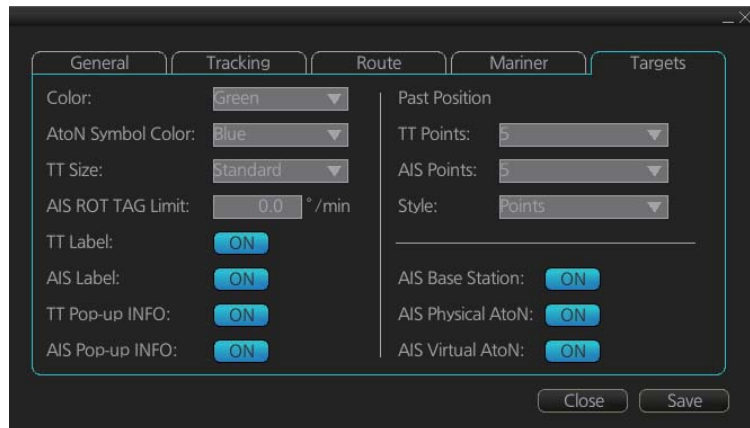 General Tracking Route Mariner Targets
Color: Green
AtoN Symbol Color: Blue
TT Size: Standard
AIS ROT TAG Limit: 0.0 °/min
TT Label: ON
AIS Label: ON
TT Pop-up INFO: ON
AIS Pop-up INFO: ON
Past Position
TT Points: 5
AIS Points: 5
Style: Points
AIS Base Station: ON
AIS Physical AtoN: ON
AIS Virtual AtoN: ON
Close Save